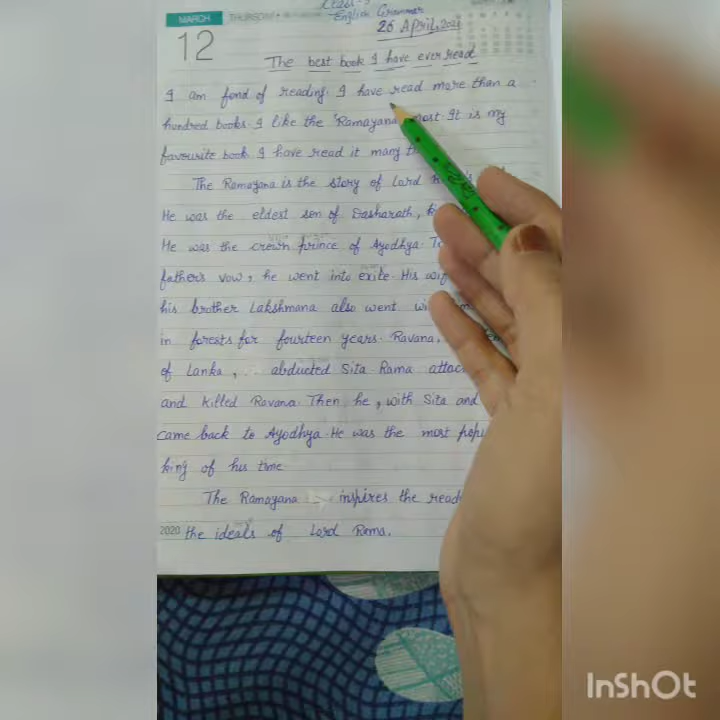 MARCH THURSDAY
12
English Grammar
26 April, 202
The best book I have ever read
I am fond of reading. I have read more than a
hundred books. I like the 'Ramayana most. It is my
favourite book. I have read it many
The Ramayana is the story of Lord
He was the eldest son of Dasharath,
He was the crown prince of Ayodhya.
father's vow, he went into exile. His
his brother Lakshmana also went
in forests for fourteen years. Ravana,
of Lanka, .. abducted Sita Rama
and killed Ravana. Then he, with Sita and
came back to Ayodhya. He was the most
king of his time
The Ramayana inspires the
2020 the ideals of Lord Rama.
InShOt